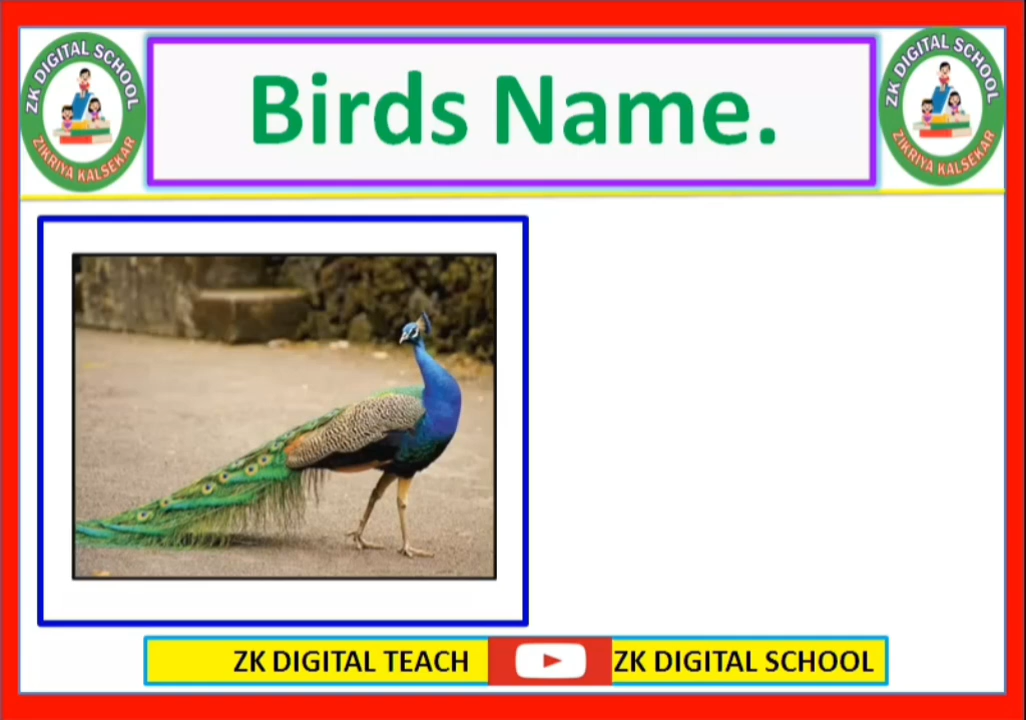 ZK DIGITAL SCHOOL
ZIKRIYA KALSEKAR
Birds Name.
ZK DIGITAL SCHOOL
ZIKRIYA KALSEKAR
ZK DIGITAL TEACH
ZK DIGITAL SCHOOL